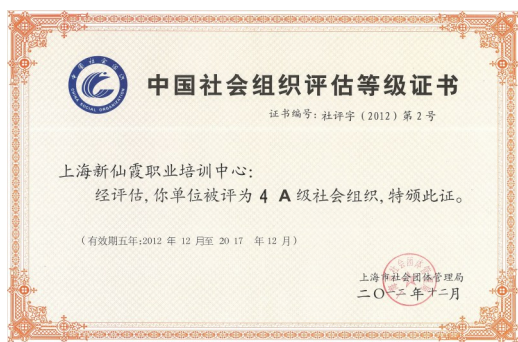 中国社会组织评估等级证书
证书编号：社评字（2012）第2号
上海新仙霞职业培训中心：
经评估，你单位被评为 4 A 级社会组织，特颁此证。
（有效期五年：2012 年 12 月至 20 17 年 12 月）
上海市社会团体管理局
二〇一二年十二月